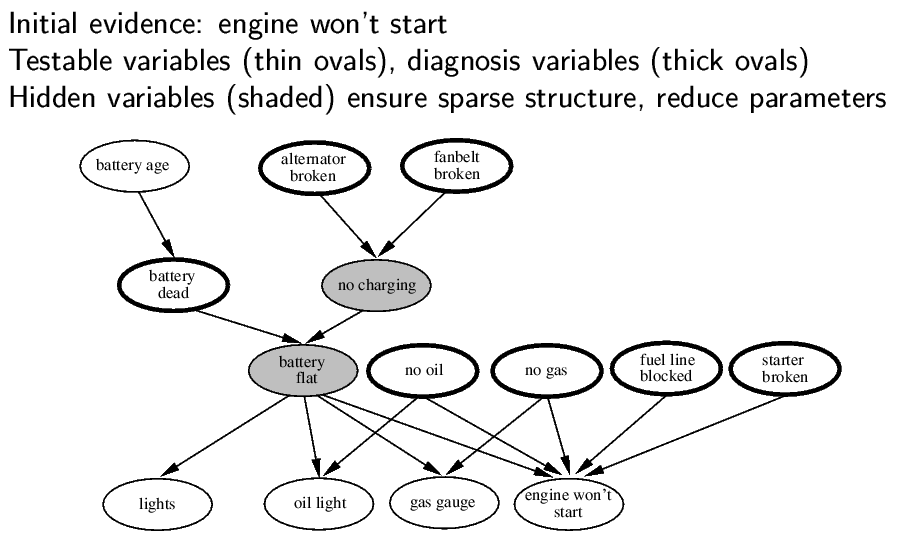 Initial evidence: engine won't start
Testable variables (thin ovals), diagnosis variables (thick ovals)
Hidden variables (shaded) ensure sparse structure, reduce parameters
battery age
alternator
broken
fanbelt
broken
battery
dead
no charging
battery
flat
no oil
no gas
fuel line
blocked
starter
broken
lights
oil light
gas gauge
engine won't
start